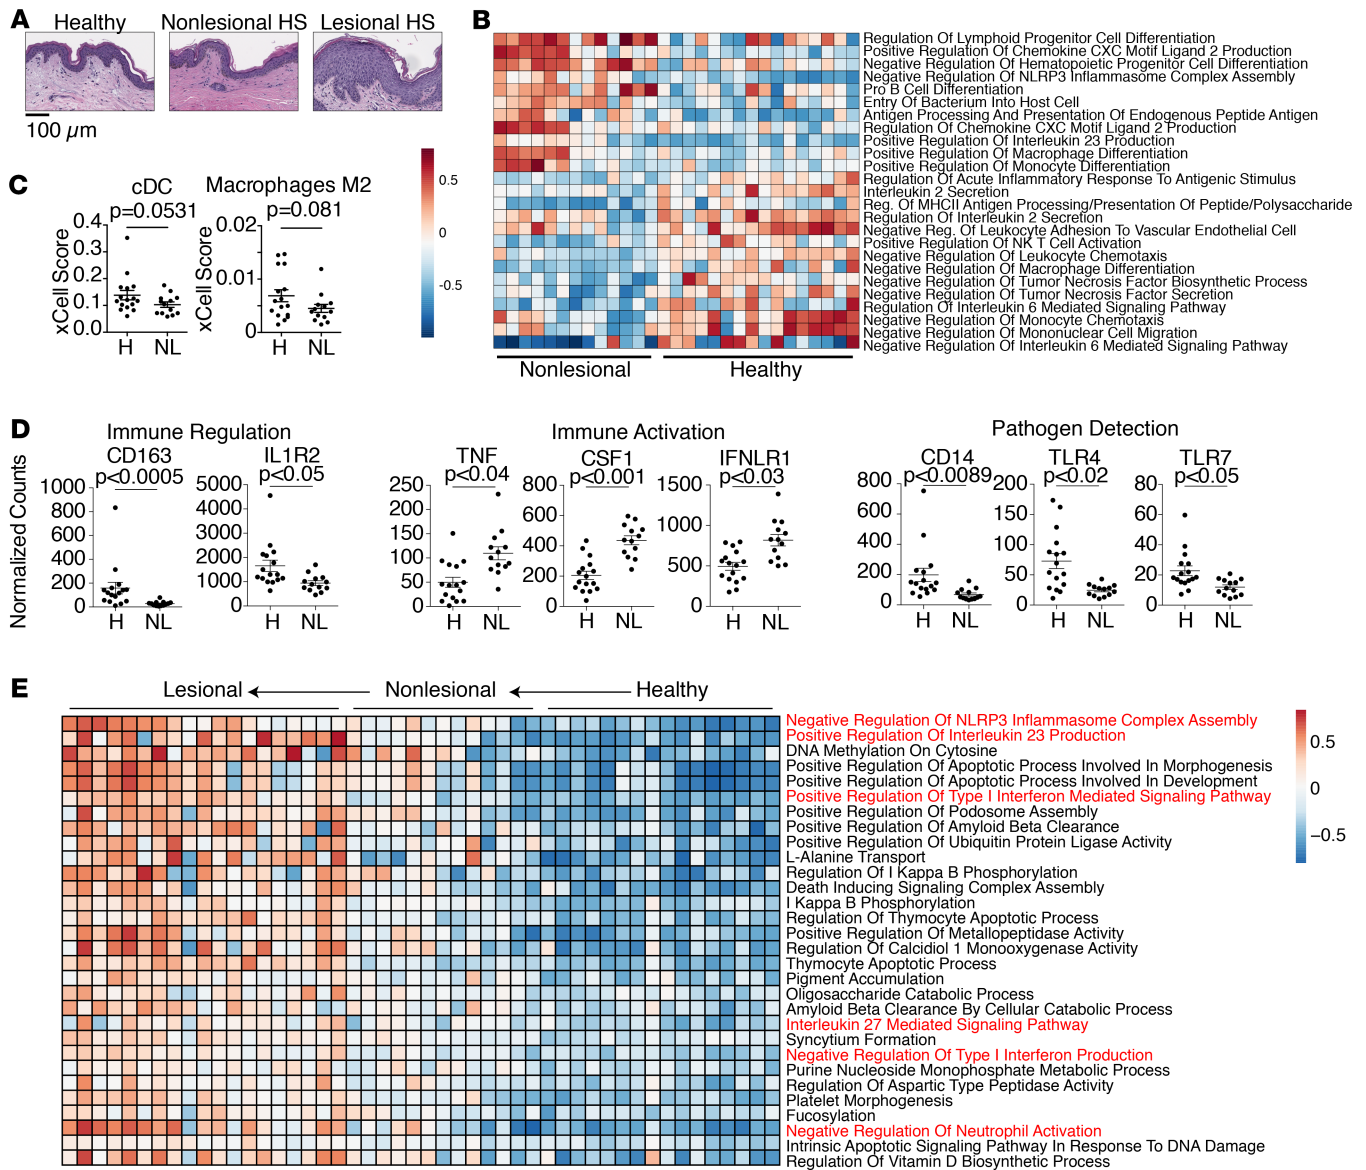 A
Healthy
Nonlesional HS
Lesional HS
100 µm
B
Regulation Of Lymphoid Progenitor Cell Differentiation
Positive Regulation Of Chemokine CXC Motif Ligand 2 Production
Negative Regulation Of Hematopoietic Progenitor Cell Differentiation
Negative Regulation Of NLRP3 Inflammasome Complex Assembly
Pro B Cell Differentiation
Entry Of Bacterium Into Host Cell
Antigen Processing And Presentation Of Endogenous Peptide Antigen
Regulation Of Chemokine CXC Motif Ligand 2 Production
Positive Regulation Of Interleukin 23 Production
Positive Regulation Of Macrophage Differentiation
Positive Regulation Of Monocyte Differentiation
Regulation Of Acute Inflammatory Response To Antigenic Stimulus
Interleukin 2 Secretion
Reg. Of MHCII Antigen Processing/Presentation Of Peptide/Polysaccharide
Regulation Of Interleukin 2 Secretion
Negative Reg. Of Leukocyte Adhesion To Vascular Endothelial Cell
Positive Regulation Of NK T Cell Activation
Negative Regulation Of Leukocyte Chemotaxis
Negative Regulation Of Macrophage Differentiation
Negative Regulation Of Tumor Necrosis Factor Biosynthetic Process
Negative Regulation Of Tumor Necrosis Factor Secretion
Regulation Of Interleukin 6 Mediated Signaling Pathway
Negative Regulation Of Monocyte Chemotaxis
Negative Regulation Of Mononuclear Cell Migration
Negative Regulation Of Interleukin 6 Mediated Signaling Pathway
Nonlesional
Healthy
0.5
0
-0.5
C
cDC
p=0.0531
xCell Score
0.4
0.3
0.2
0.1
0.0
H NL
Macrophages M2
p=0.081
xCell Score
0.02
0.01
0
H NL
D
Normalized Counts
Immune Regulation
CD163
p<0.0005
1000
800
600
400
200
0
H NL
IL1R2
p<0.05
5000
4000
3000
2000
1000
0
H NL
Immune Activation
TNF
p<0.04
250
200
150
100
50
0
H NL
CSF1
p<0.001
800
600
400
200
0
H NL
IFNLR1
p<0.03
1500
1000
500
0
H NL
Pathogen Detection
CD14
p<0.0089
800
600
400
200
0
H NL
TLR4
p<0.02
200
150
100
50
0
H NL
TLR7
p<0.05
80
60
40
20
0
H NL
E
Lesional
Nonlesional
Healthy
Negative Regulation Of NLRP3 Inflammasome Complex Assembly
Positive Regulation Of Interleukin 23 Production
DNA Methylation On Cytosine
Positive Regulation Of Apoptotic Process Involved In Morphogenesis
Positive Regulation Of Apoptotic Process Involved In Development
Positive Regulation Of Type I Interferon Mediated Signaling Pathway
Positive Regulation Of Podosome Assembly
Positive Regulation Of Amyloid Beta Clearance
Positive Regulation Of Ubiquitin Protein Ligase Activity
L-Alanine Transport
Regulation Of I Kappa B Phosphorylation
Death Inducing Signaling Complex Assembly
I Kappa B Phosphorylation
Regulation Of Thymocyte Apoptotic Process
Positive Regulation Of Metallopeptidase Activity
Regulation Of Calcidiol 1 Monooxygenase Activity
Thymocyte Apoptotic Process
Pigment Accumulation
Oligosaccharide Catabolic Process
Amyloid Beta Clearance By Cellular Catabolic Process
Interleukin 27 Mediated Signaling Pathway
Syncytium Formation
Negative Regulation Of Type I Interferon Production
Purine Nucleoside Monophosphate Metabolic Process
Regulation Of Aspartic Type Peptidase Activity
Platelet Morphogenesis
Fucosylation
Negative Regulation Of Neutrophil Activation
Intrinsic Apoptotic Signaling Pathway In Response To DNA Damage
Regulation Of Vitamin D Biosynthetic Process
0.5
0
−0.5